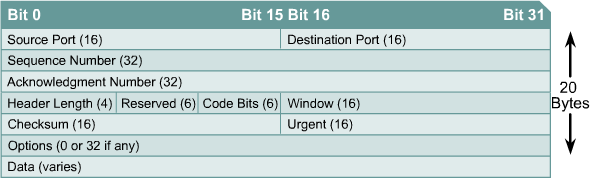 Bit 0 Bit 15 Bit 16 Bit 31
Source Port (16) Destination Port (16)
Sequence Number (32)
Acknowledgment Number (32)
Header Length (4) Reserved (6) Code Bits (6) Window (16)
Checksum (16) Urgent (16)
Options (0 or 32 if any)
Data (varies)
20
Bytes